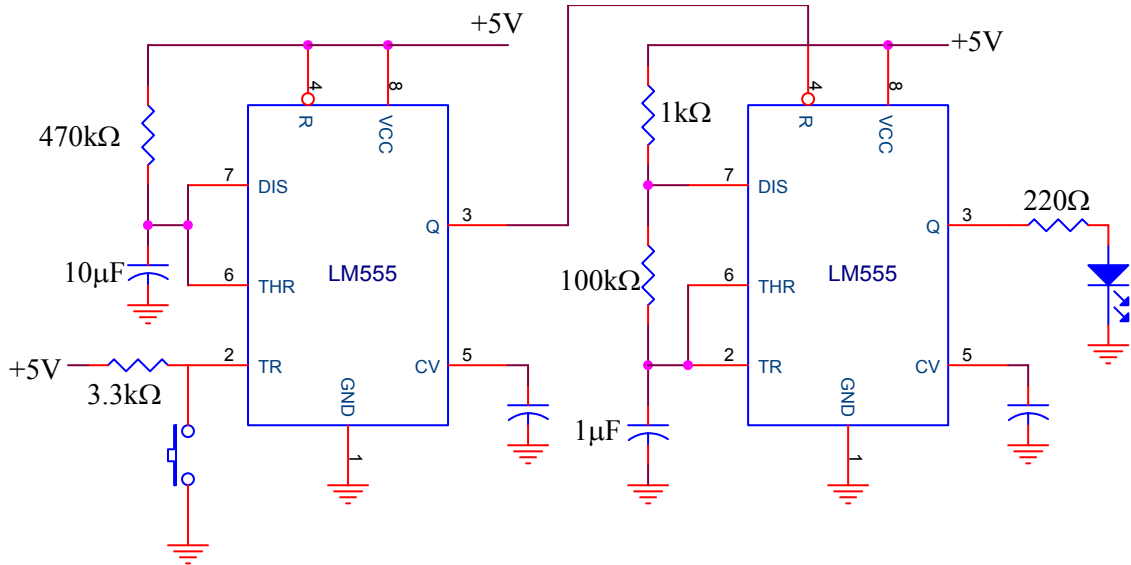 +5V
470kΩ
10μF
+5V
3.3kΩ
4
8
R
VCC
7
DIS
Q
3
LM555
6
THR
2
TR
CV
5
GND
1
+5V
1kΩ
100kΩ
1μF
4
8
R
VCC
7
DIS
Q
3
LM555
6
THR
2
TR
CV
5
GND
1
220Ω